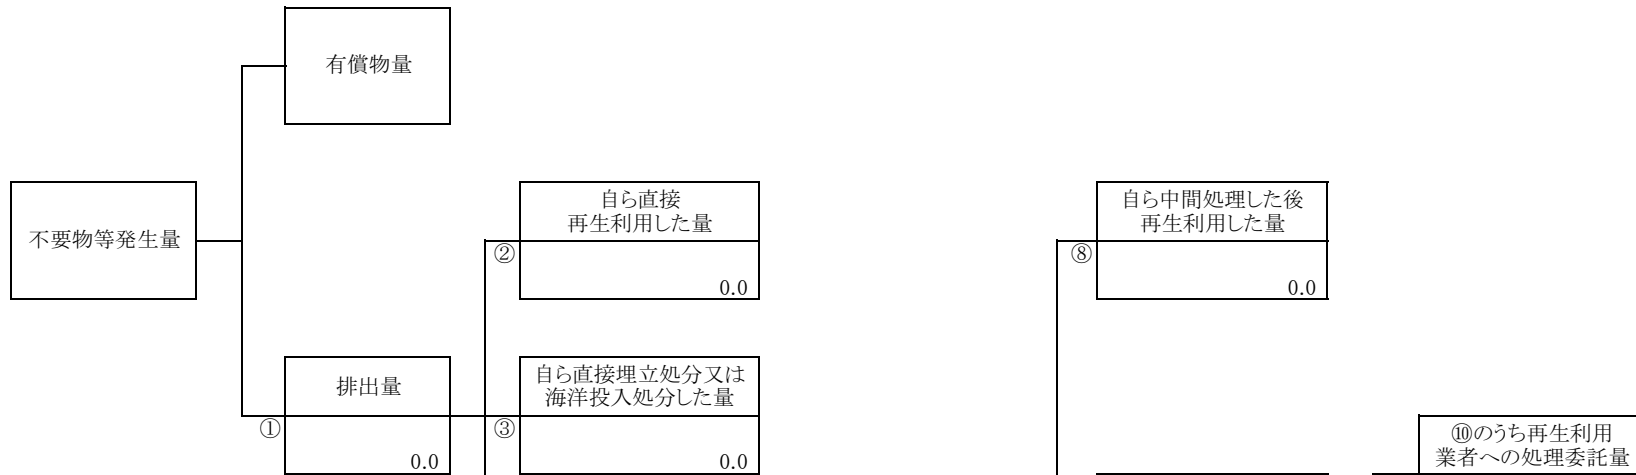 有償物量
不要物等発生量
自ら直接
再生利用した量
②
0.0
自ら中間処理した後
再生利用した量
⑧
0.0
排出量
①
0.0
自ら直接埋立処分又は
海洋投入処分した量
③
0.0
⑩のうち再生利用
業者への処理委託量